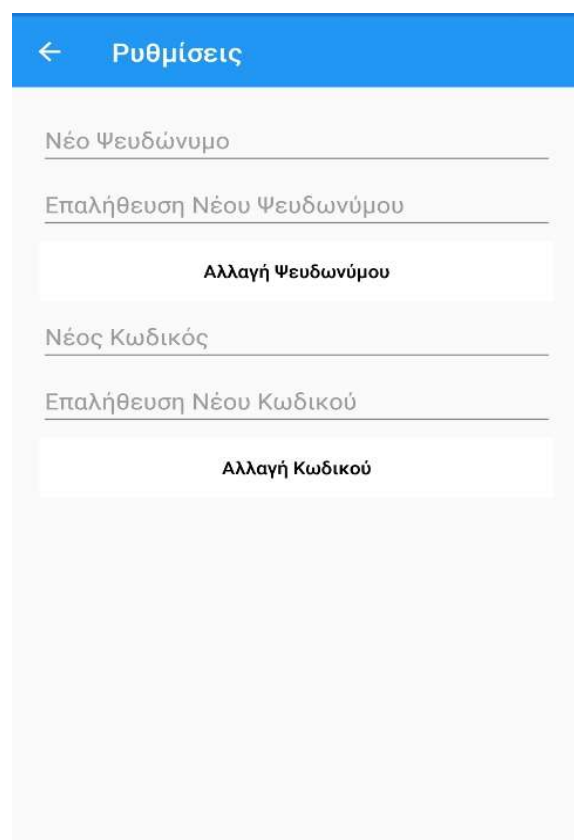 Ρυθμίσεις
Νέο Ψευδώνυμο
Επαλήθευση Νέου Ψευδωνύμου
Αλλαγή Ψευδωνύμου
Νέος Κωδικός
Επαλήθευση Νέου Κωδικού
Αλλαγή Κωδικού